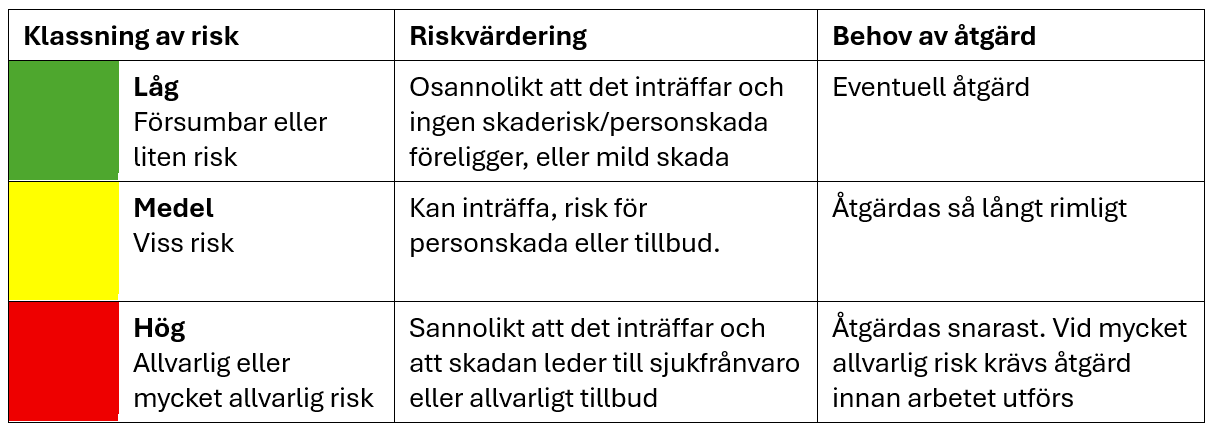 Klassning av risk
Riskvärdering
Behov av åtgärd
Låg
Försumbar eller
liten risk
Osannolikt att det inträffar och
ingen skaderisk/personskada
föreligger, eller mild skada
Eventuell åtgärd
Medel
Viss risk
Kan inträffa, risk för
personskada eller tillbud.
Åtgärdas så långt rimligt
Hög
Allvarlig eller
mycket allvarlig risk
Sannolikt att det inträffar och
att skadan leder till sjukfrånvaro
eller allvarligt tillbud
Åtgärdas snarast. Vid mycket
allvarlig risk krävs åtgärd
innan arbetet utförs